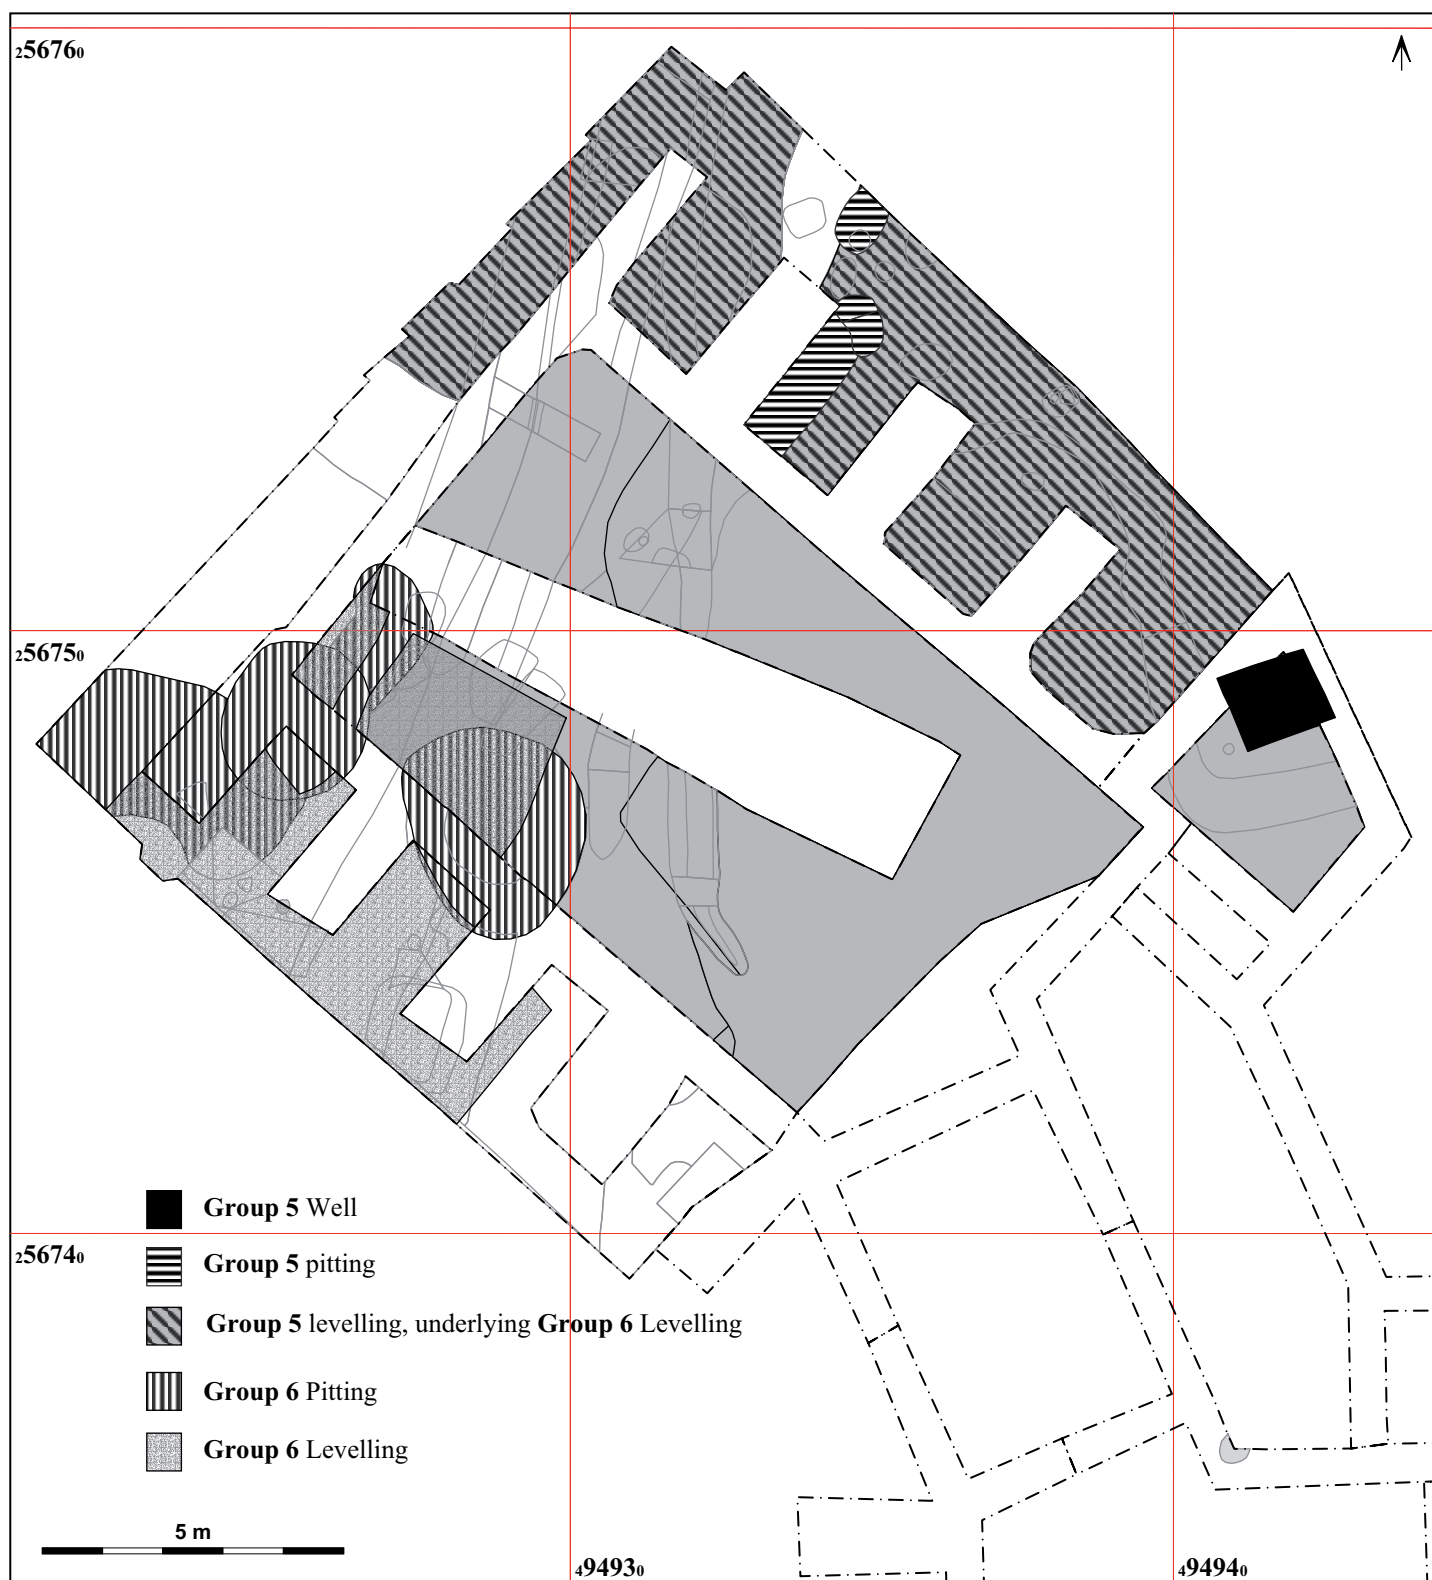 256760
256750
Group 5 Well
256740
Group 5 pitting
Group 5 levelling, underlying Group 6 Levelling
Group 6 Pitting
Group 6 Levelling
5 m
494930
494940